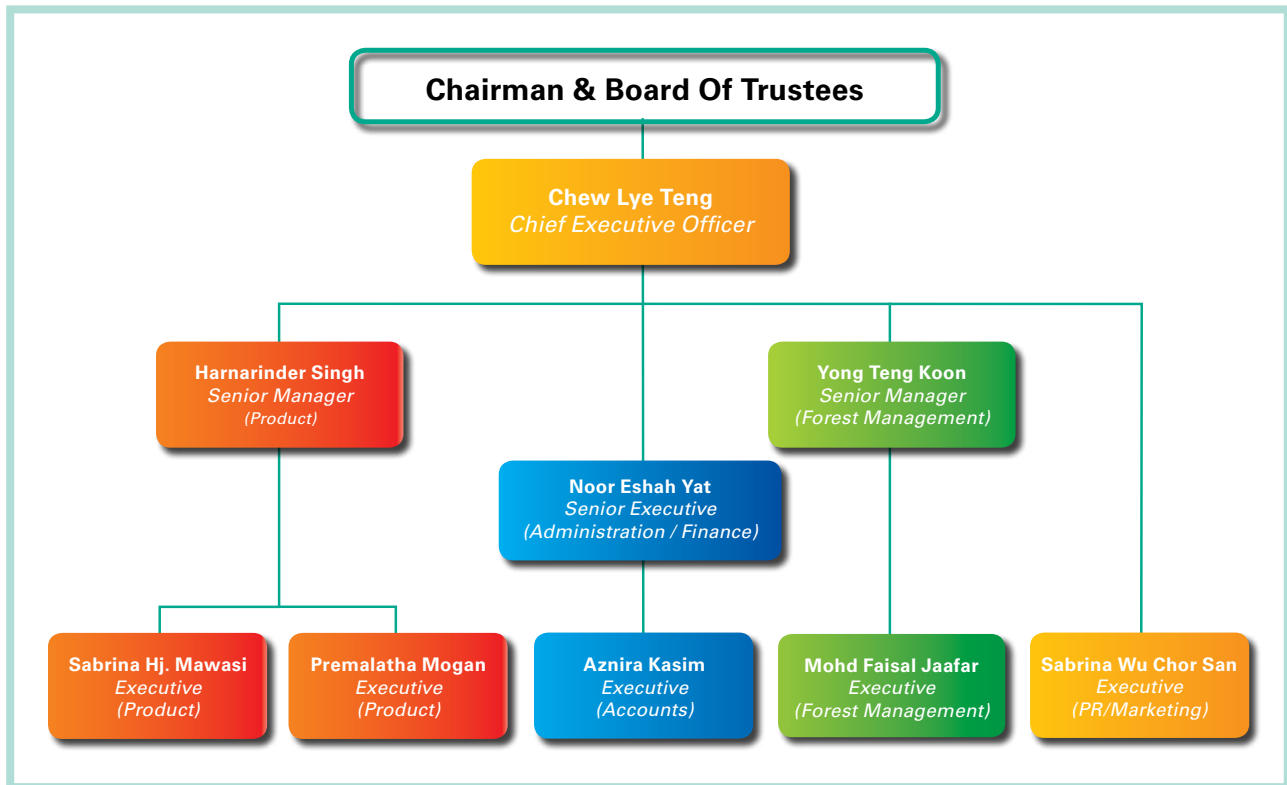 Chairman & Board Of Trustees
Chew Lye Teng
Chief Executive Officer
Harnarinder Singh
Senior Manager
(Product)
Yong Teng Koon
Senior Manager
(Forest Management)
Noor Eshah Yat
Senior Executive
(Administration / Finance)
Sabrina Hj. Mawasi
Executive
(Product)
Premalatha Mogan
Executive
(Product)
Aznira Kasim
Executive
(Accounts)
Mohd Faisal Jaafar
Executive
(Forest Management)
Sabrina Wu Chor San
Executive
(PR/Marketing)